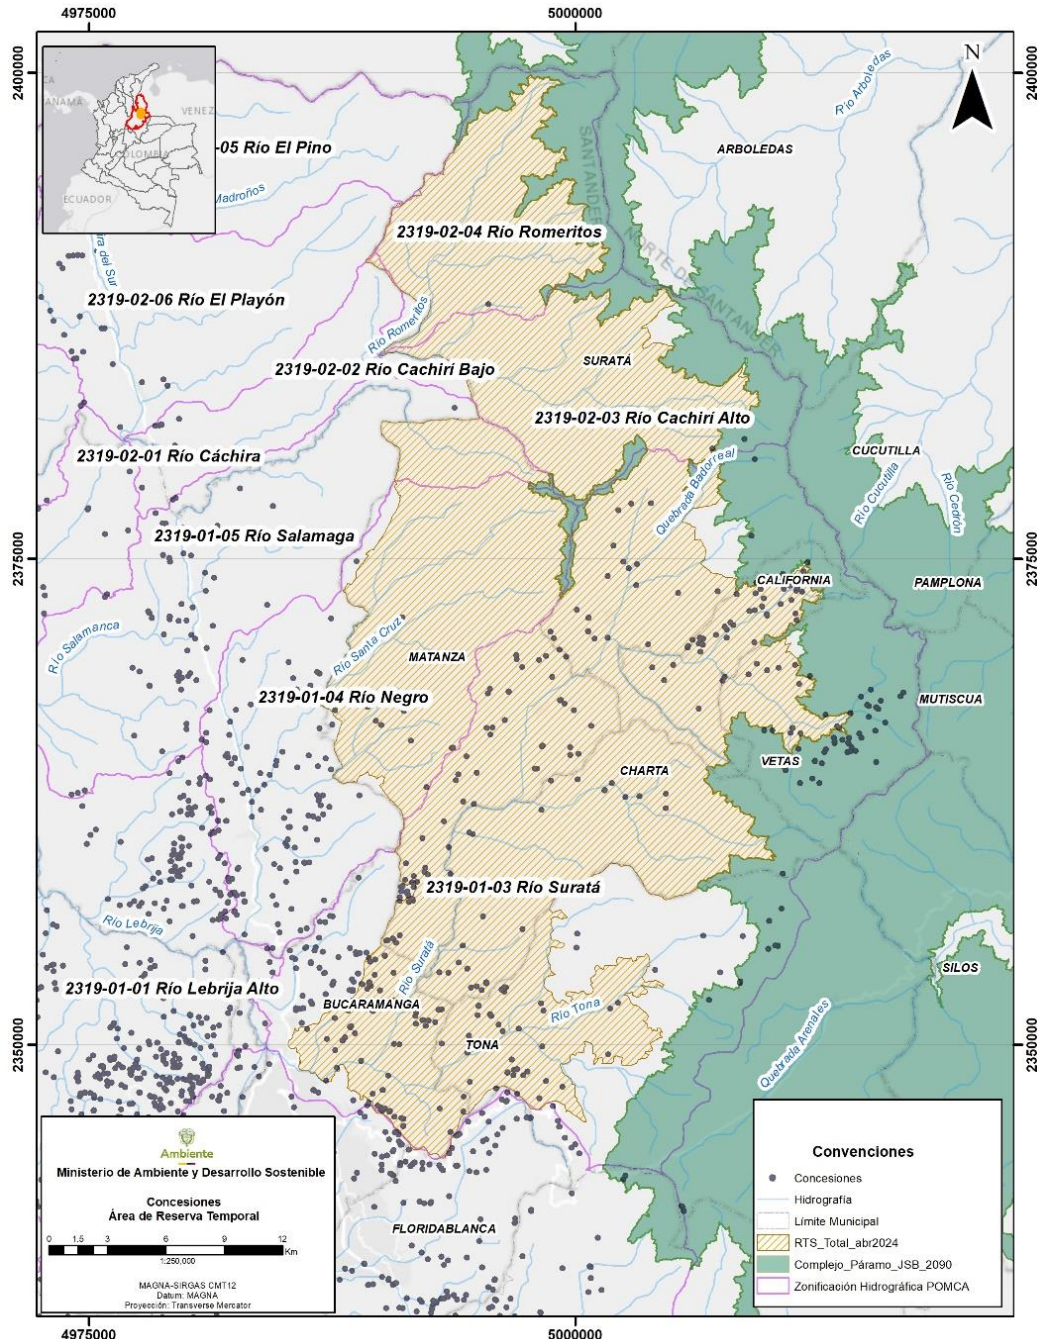 4975000
5000000
2400000
2400000
N
PANAMÁ
VENEZ
COLOMBIA
ECUADOR
-05 Río El Pino
Madroños
ira del Sur
Río Arboledas
ARBOLEDAS
SANTANDER
NORTE DE SANTANDER
2319-02-04 Río Romeritos
2319-02-06 Río El Playón
Río Romeritos
SURATÁ
2319-02-02 Río Cachirí Bajo
2319-02-03 Río Cachirí Alto
2319-02-01 Río Cáchira
CUCUTILLA
Quebrada Badorreal
Río Cucutilla
Río Cedrón
2319-01-05 Río Salamaga
2375000
2375000
CALIFORNIA
PAMPLONA
Río Salamanca
Río Santa Cruz
MATANZA
2319-01-04 Río Negro
MUTISCUA
VETAS
CHARTA
2319-01-03 Río Suratá
Río Lebrija
Río Suratá
SILOS
2319-01-01 Río Lebrija Alto
BUCARAMANGA
Río Tona
TONA
Quebrada Arenales
2350000
2350000
FLORIDABLANCA
Ambiente
Ministerio de Ambiente y Desarrollo Sostenible
Concesiones
Área de Reserva Temporal
0 1.5 3 6 9 12
Km
1:250,000
MAGNA-SIRGAS CMT12
Datum: MAGNA
Proyección: Transverse Mercator
Convenciones
Concesiones
Hidrografía
Límite Municipal
RTS_Total_abr2024
Complejo_Páramo_JSB_2090
Zonificación Hidrográfica POMCA
4975000
5000000